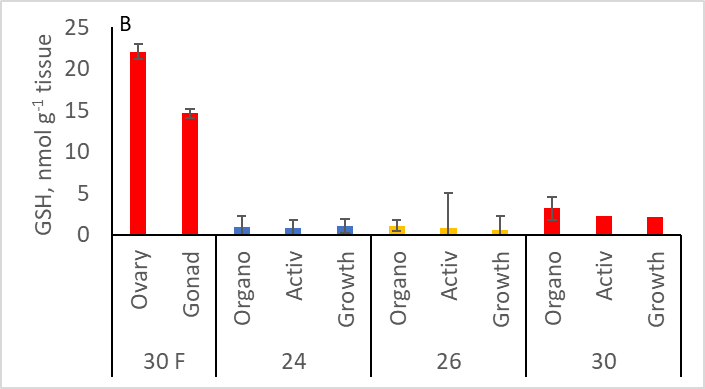 B
GSH, nmol g-1 tissue
25
20
15
10
5
0
Ovary
Gonad
Organo
Activ
Growth
Organo
Activ
Growth
Organo
Activ
Growth
30 F
24
26
30